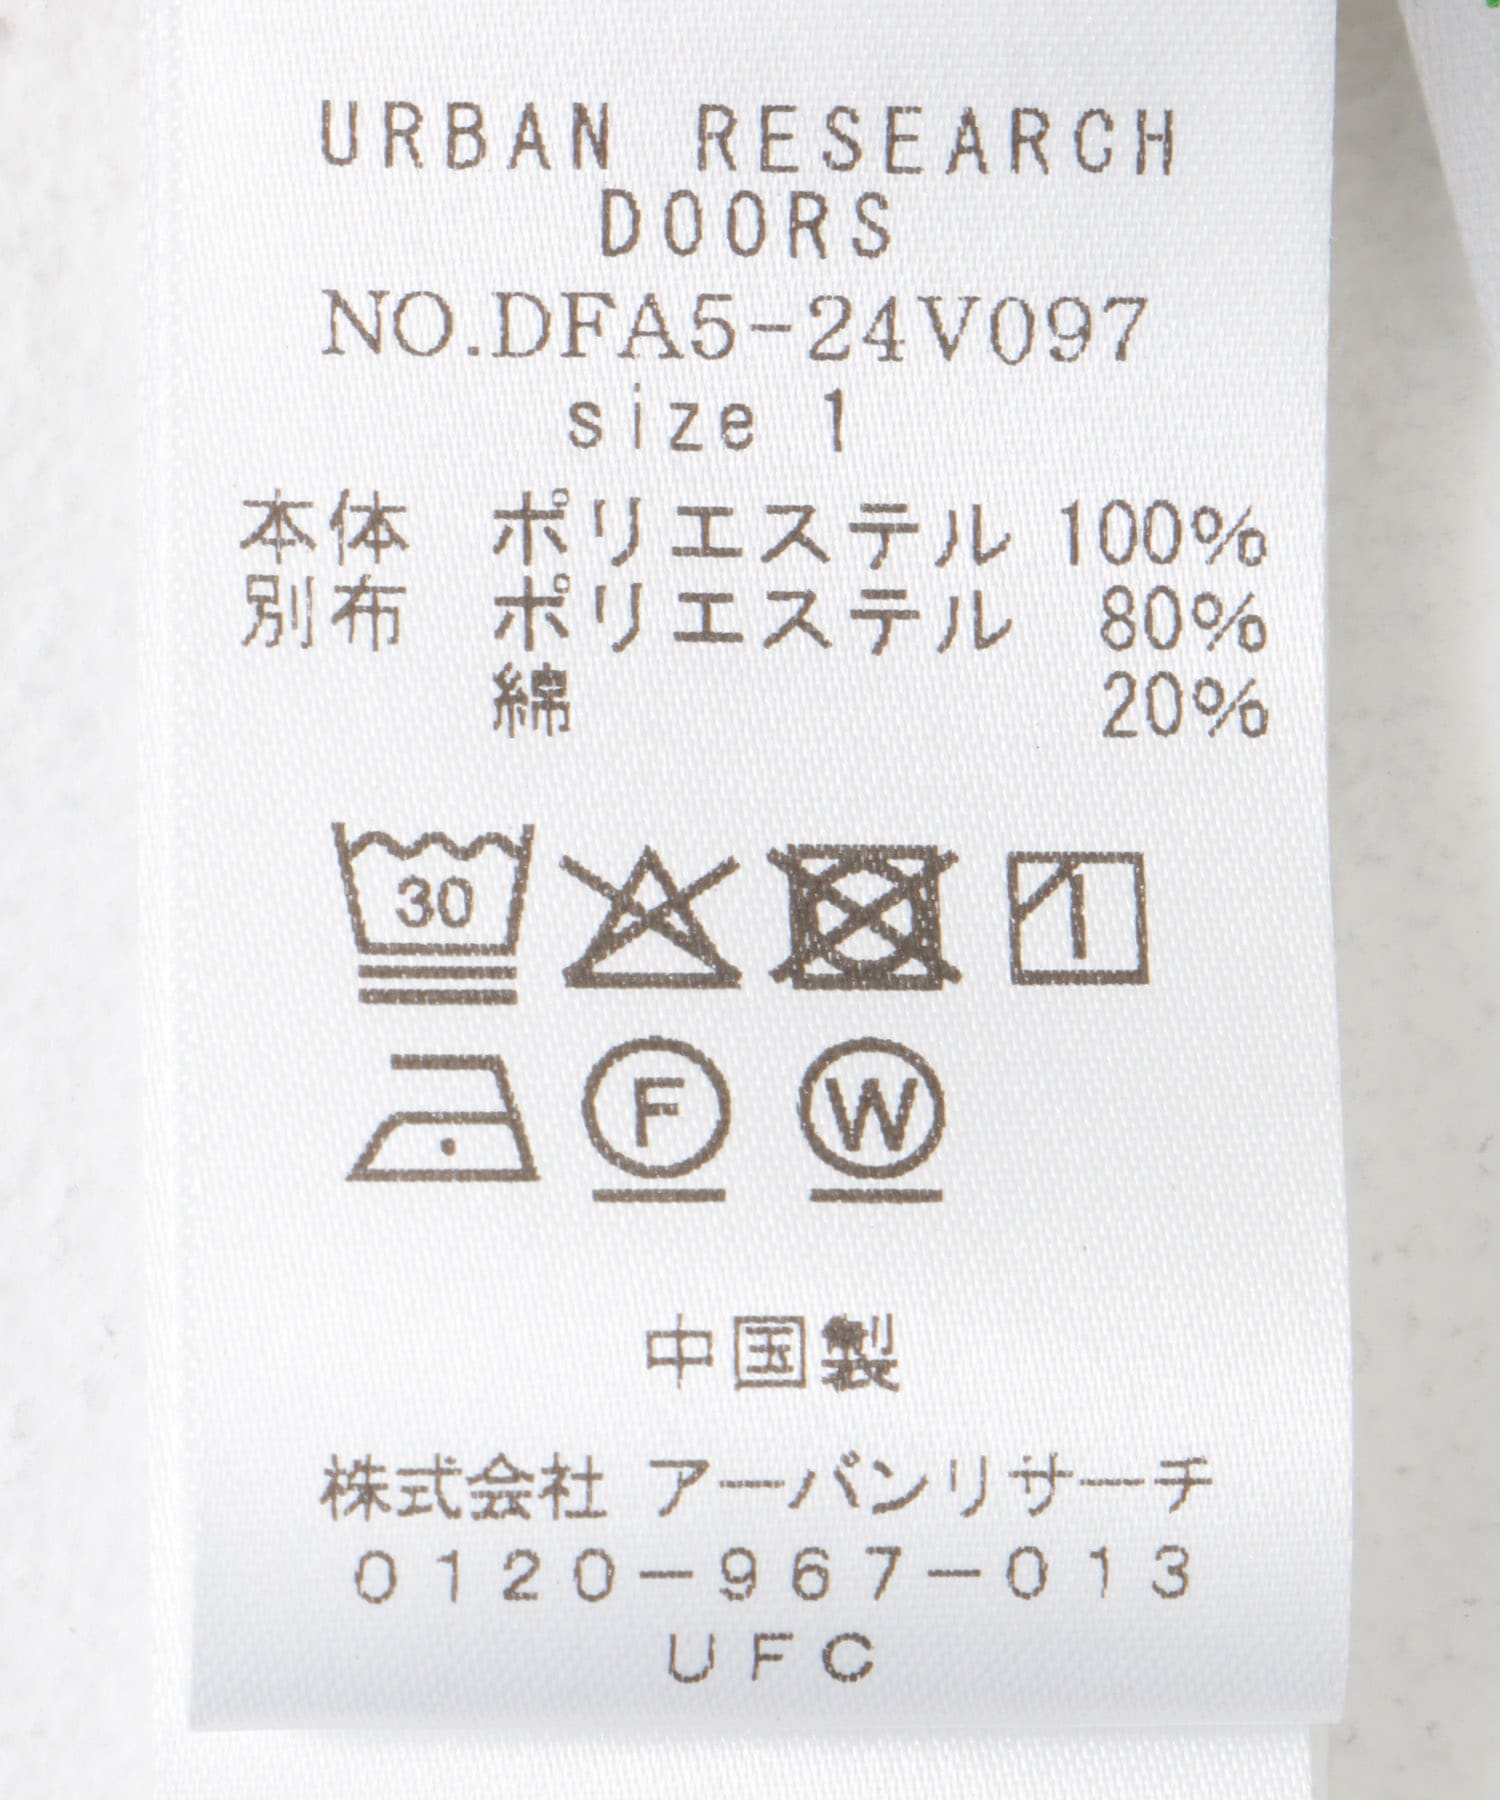 URBAN RESEARCH
DOORS
NO.DFA5-24V097
size 1
本体 ポリエステル 100%
別布 ポリエステル 80%
綿 20%
30
1
F
W
中国製
株式会社 アーバンリサーチ
0120-967-013
UFC